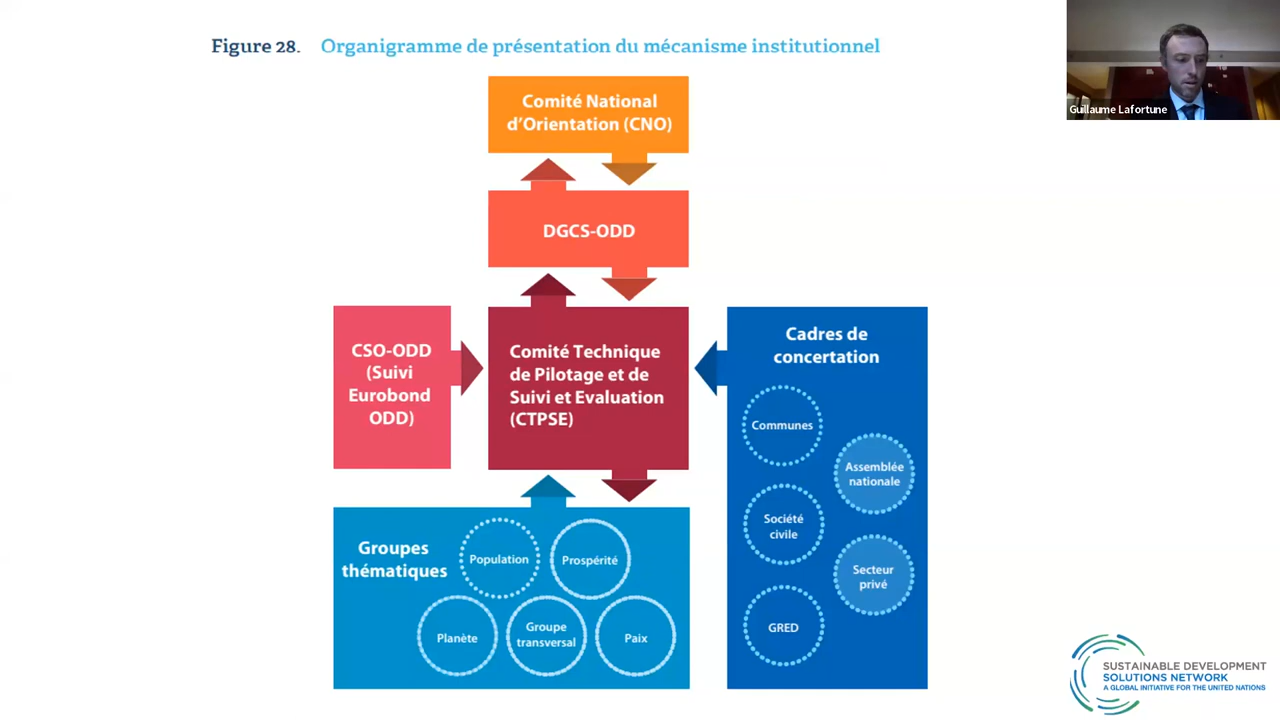 Figure 28. Organigramme de présentation du mécanisme institutionnel
Guillaume Lafortune
Comité National
d'Orientation (CNO)
DGCS-ODD
CSO-ODD
(Suivi
Eurobond
ODD)
Comité Technique
de Pilotage et de
Suivi et Evaluation
(CTPSE)
Cadres de
concertation
Communes
Assemblée
nationale
Société
civile
Secteur
privé
GRED
Groupes
thématiques
Population
Prospérité
Planète
Groupe
transversal
Paix
SUSTAINABLE DEVELOPMENT
SOLUTIONS NETWORK
A GLOBAL INITIATIVE FOR THE UNITED NATIONS